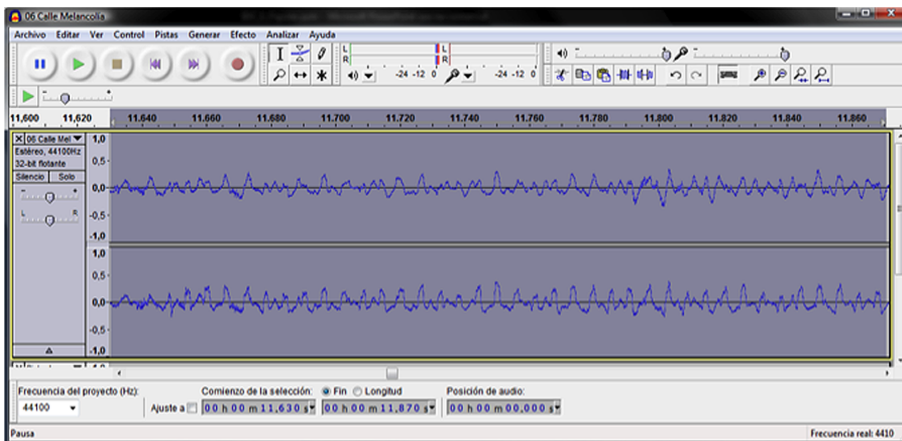 06 Calle Melancolia
Archivo Editar Ver Control Pistas Generar Efecto Analizar Ayuda
L
R
-24 -12 0
L
R
-24 -12 0
11,600 11,620 11,640 11,660 11,680 11,700 11,720 11,740 11,760 11,780 11,800 11,820 11,840 11,860
X 06 Calle Mel
Estéreo, 44100Hz
32-bit flotante
Silencio Solo
- +
L R
1,0
0,5
0,0
-0,5
-1,0
1,0
0,5
0,0
-0,5
-1,0
Frecuencia del proyecto (Hz): Comienzo de la selección: Fin Longitud Posición de audio:
44100 Ajuste a 00 h 00 m 11,630 s 00 h 00 m 11,870 s 00 h 00 m 00,000 s
Pausa Frecuencia real: 4410